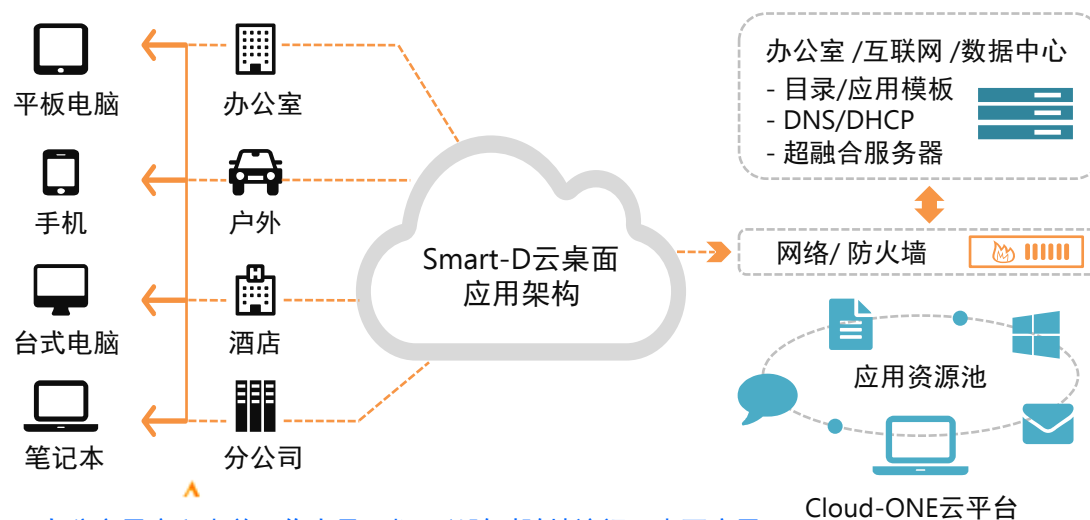 平板电脑
办公室
手机
户外
台式电脑
酒店
笔记本
分公司
Smart-D云桌面
应用架构
办公室 /互联网 /数据中心
- 目录/应用模板
- DNS/DHCP
- 超融合服务器
网络/ 防火墙
应用资源池
Cloud-ONE云平台